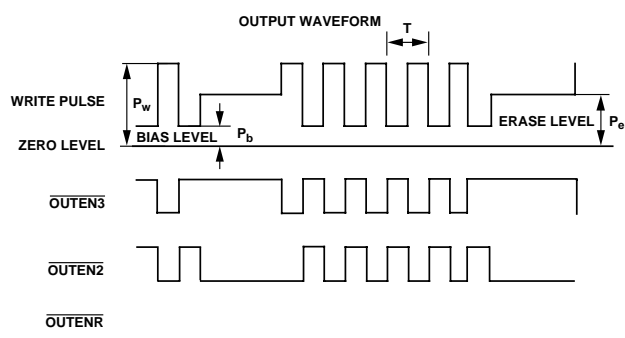 OUTPUT WAVEFORM
T
WRITE PULSE
Pw
BIAS LEVEL
Pb
ERASE LEVEL
Pe
ZERO LEVEL
OUTEN3
OUTEN2
OUTENR